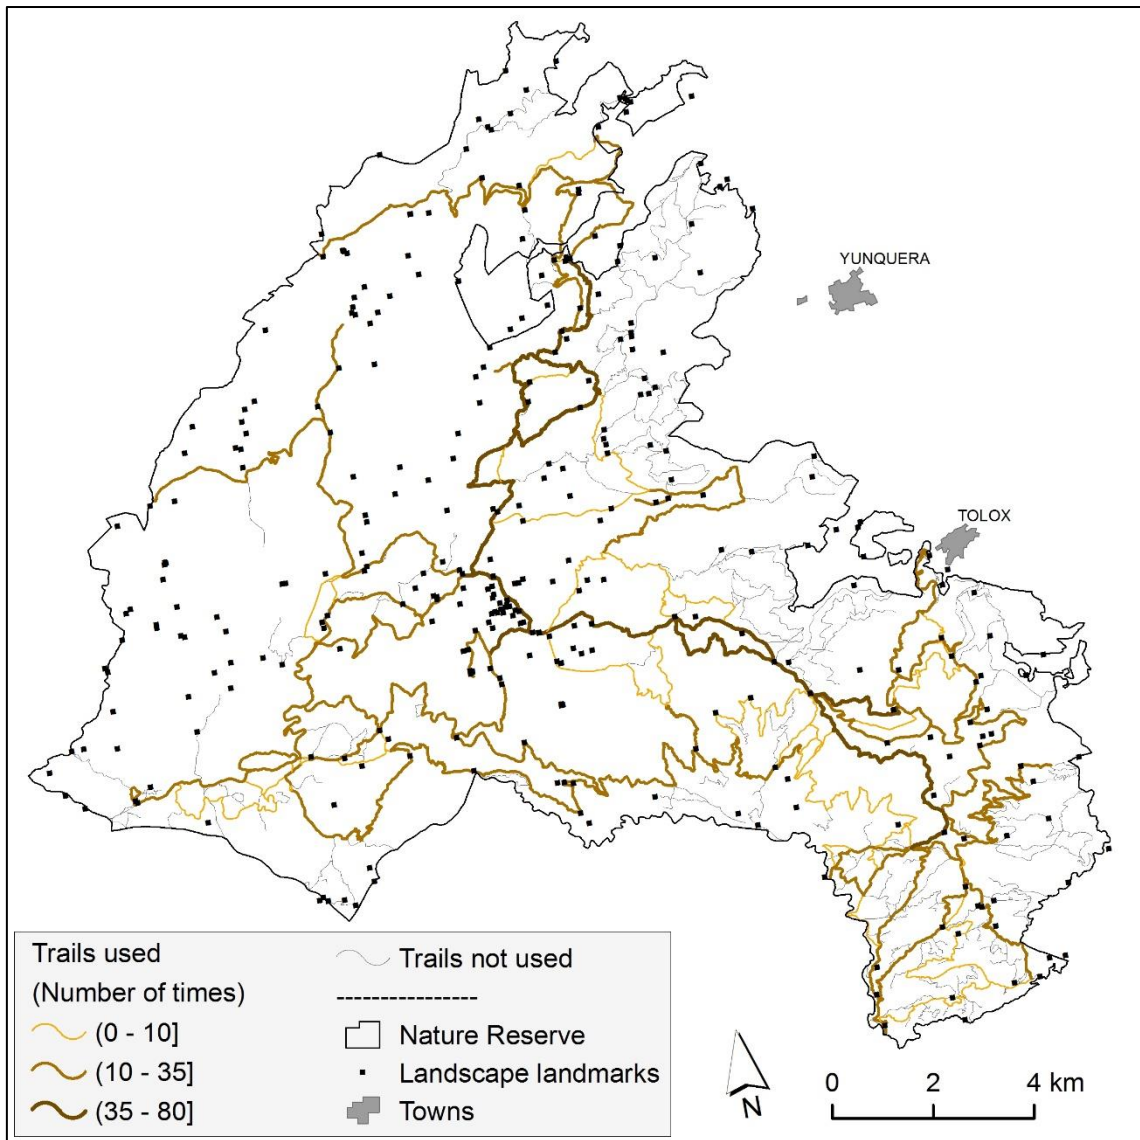 YUNQUERA
TOLOX
Trails used
(Number of times)
(0 - 10]
(10 - 35]
(35 - 80]
Trails not used
Nature Reserve
Landscape landmarks
Towns
N
0 2 4 km